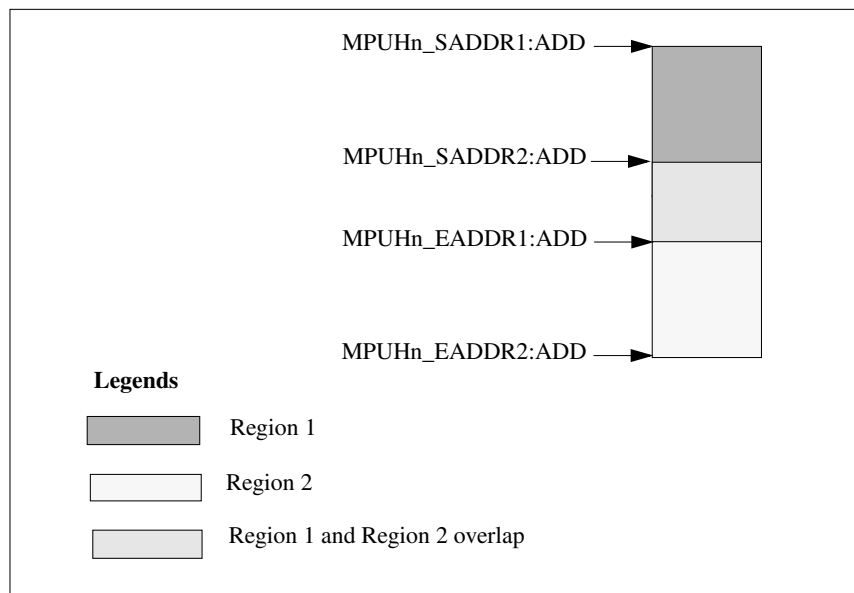 MPUHn_SADDR1:ADD
MPUHn_SADDR2:ADD
MPUHn_EADDR1:ADD
MPUHn_EADDR2:ADD
Legends
Region 1
Region 2
Region 1 and Region 2 overlap